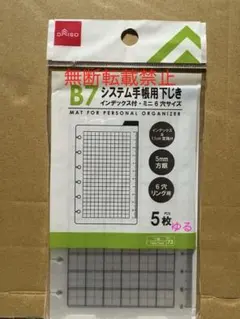 DAISO
無断転載禁止
B7 システム手帳用下じき
インデックス付・ミニ6穴サイズ
MAT FOR PERSONAL ORGANIZER
5mm
方眼
6穴
リング用
5枚
ゆる